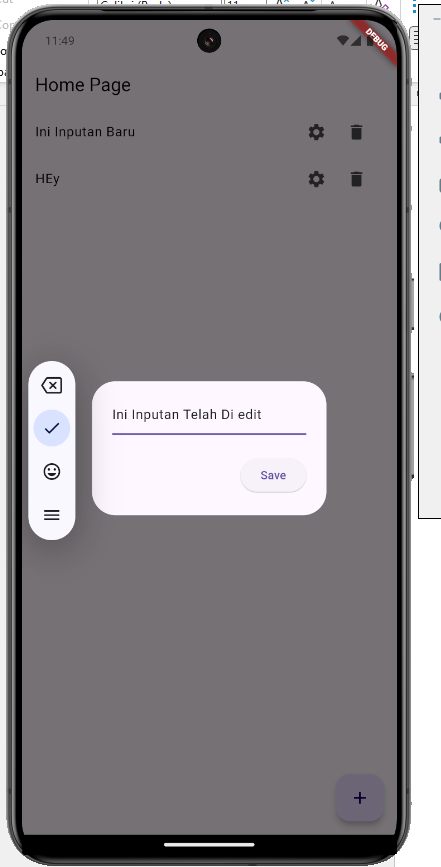 11:49
DEBUG
Home Page
Ini Inputan Baru
HEy
Ini Inputan Telah Di edit
Save